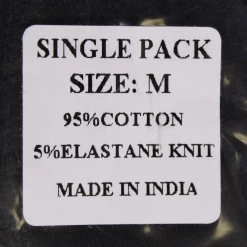 SINGLE PACK
SIZE: M
95%COTTON
5%ELASTANE KNIT
MADE IN INDIA